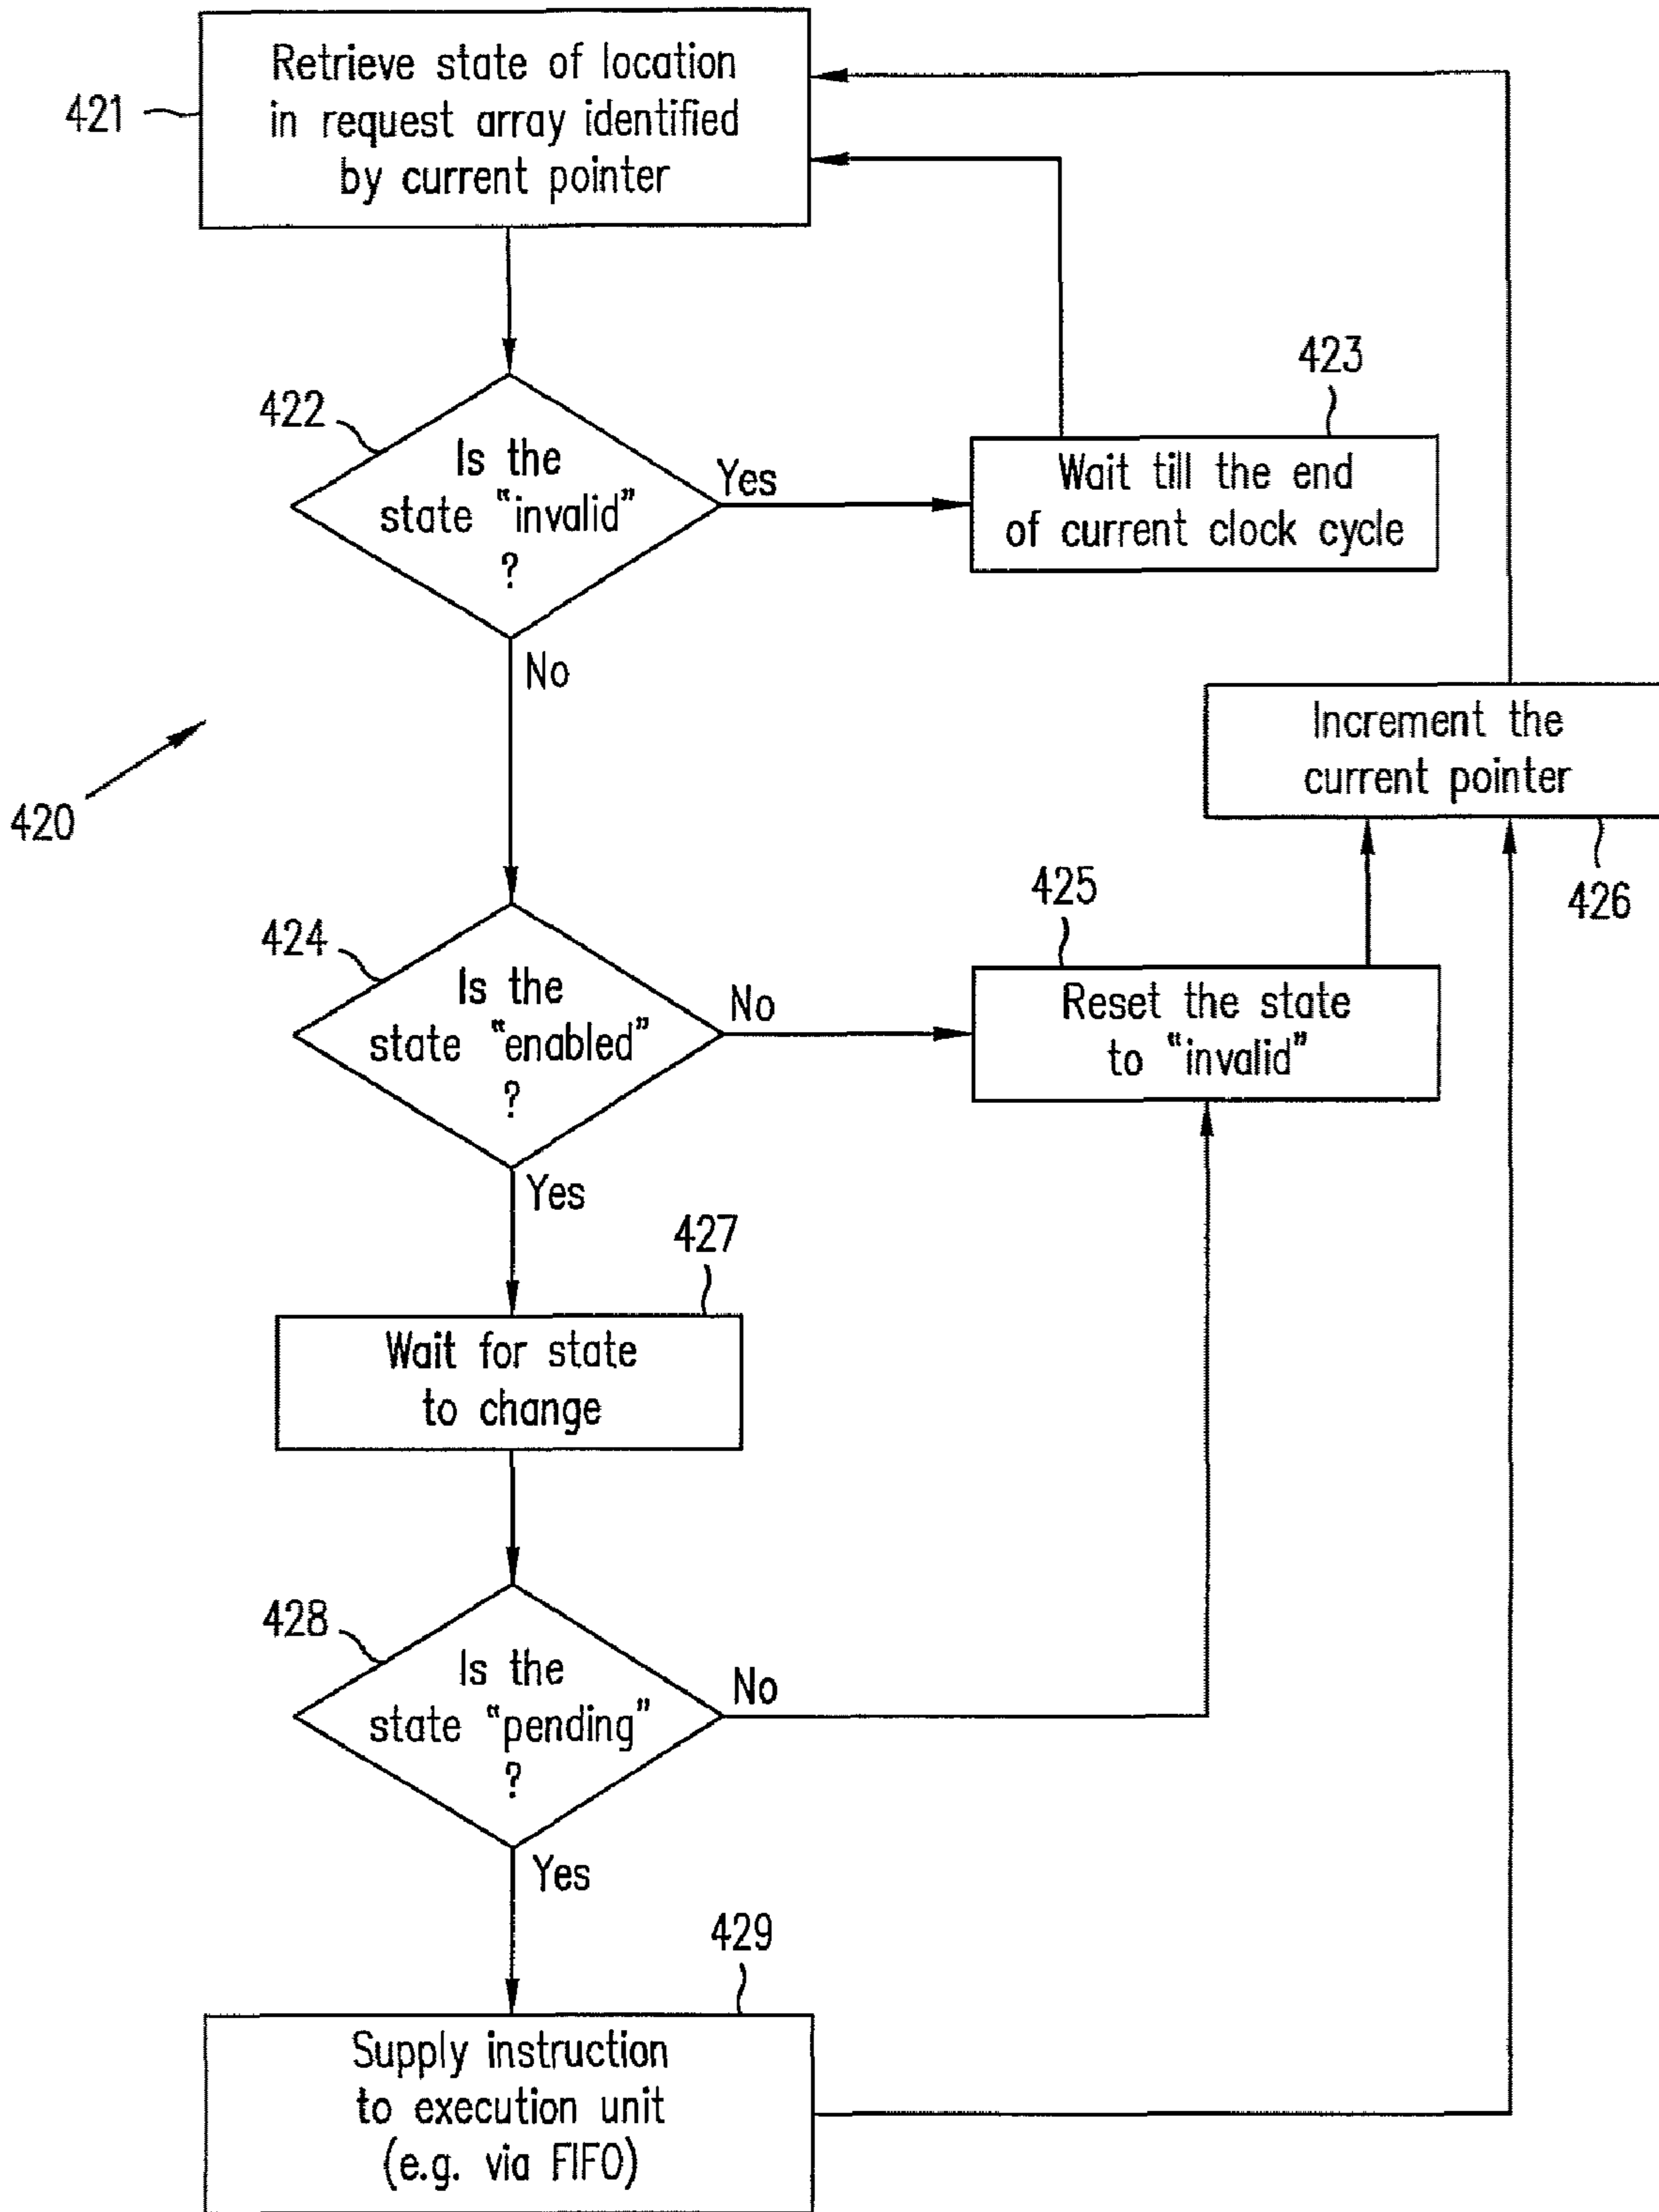 Retrieve state of location
in request array identified
by current pointer
421
423
422
Is the
state "invalid"
?
Yes
Wait till the end
of current clock cycle
No
Increment the
current pointer
420
425
426
424
Is the
state "enabled"
?
No
Reset the state
to "invalid"
Yes
427
Wait for state
to change
428
Is the
state "pending"
?
No
Yes
429
Supply instruction
to execution unit
(e.g. via FIFO)